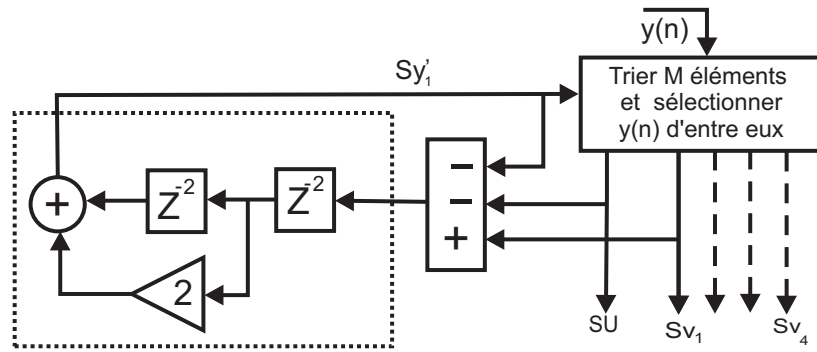 y(n)
Sy'₁
Trier M éléments
et sélectionner
y(n) d'entre eux
−
−
+
+
Z⁻²
Z⁻²
2
SU
Sv₁
Sv₄